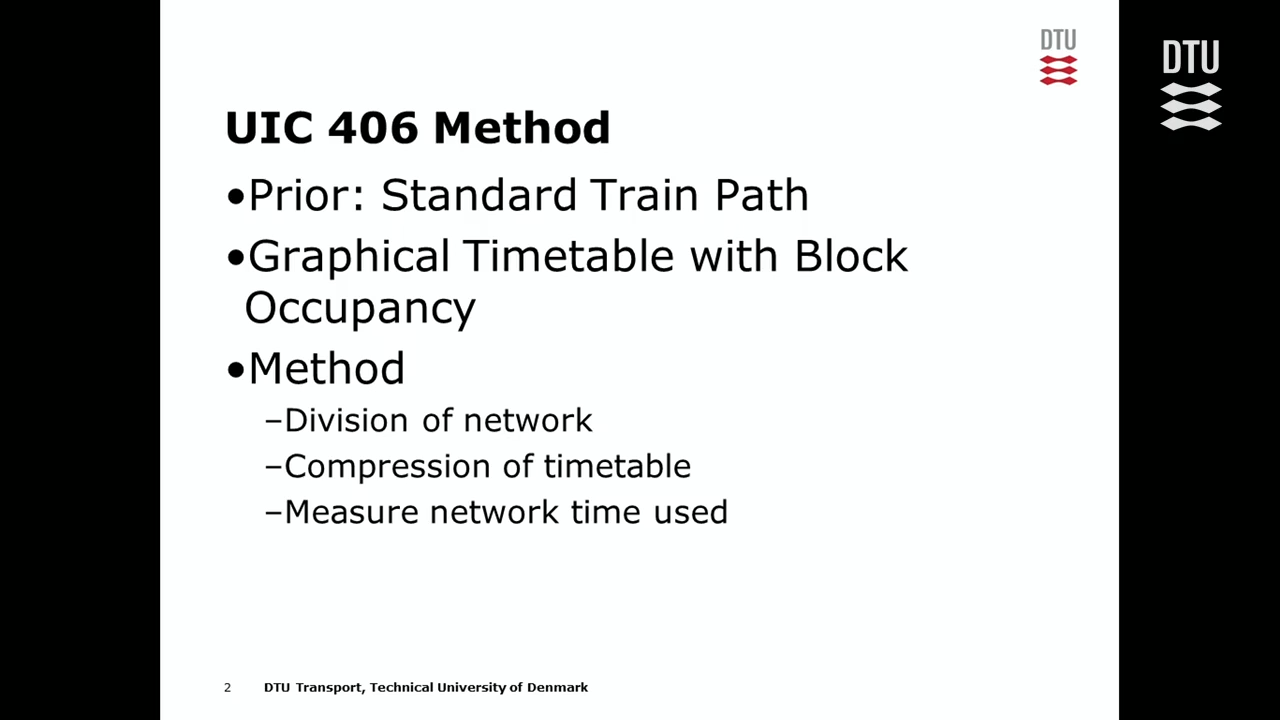 DTU
DTU
UIC 406 Method
•Prior: Standard Train Path
•Graphical Timetable with Block
Occupancy
•Method
–Division of network
–Compression of timetable
–Measure network time used
2 DTU Transport, Technical University of Denmark